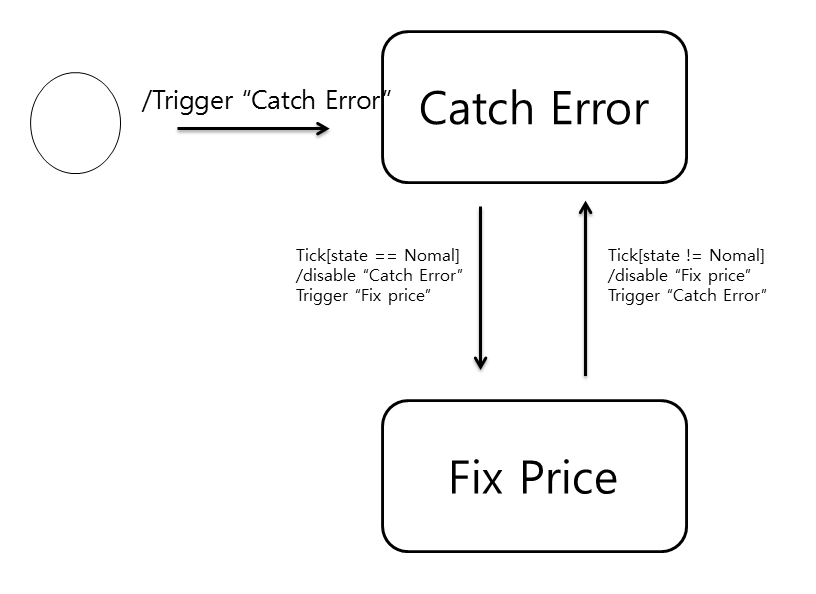 /Trigger “Catch Error”
Catch Error
Tick[state == Nomal]
/disable “Catch Error”
Trigger “Fix price”
Tick[state != Nomal]
/disable “Fix price”
Trigger “Catch Error”
Fix Price